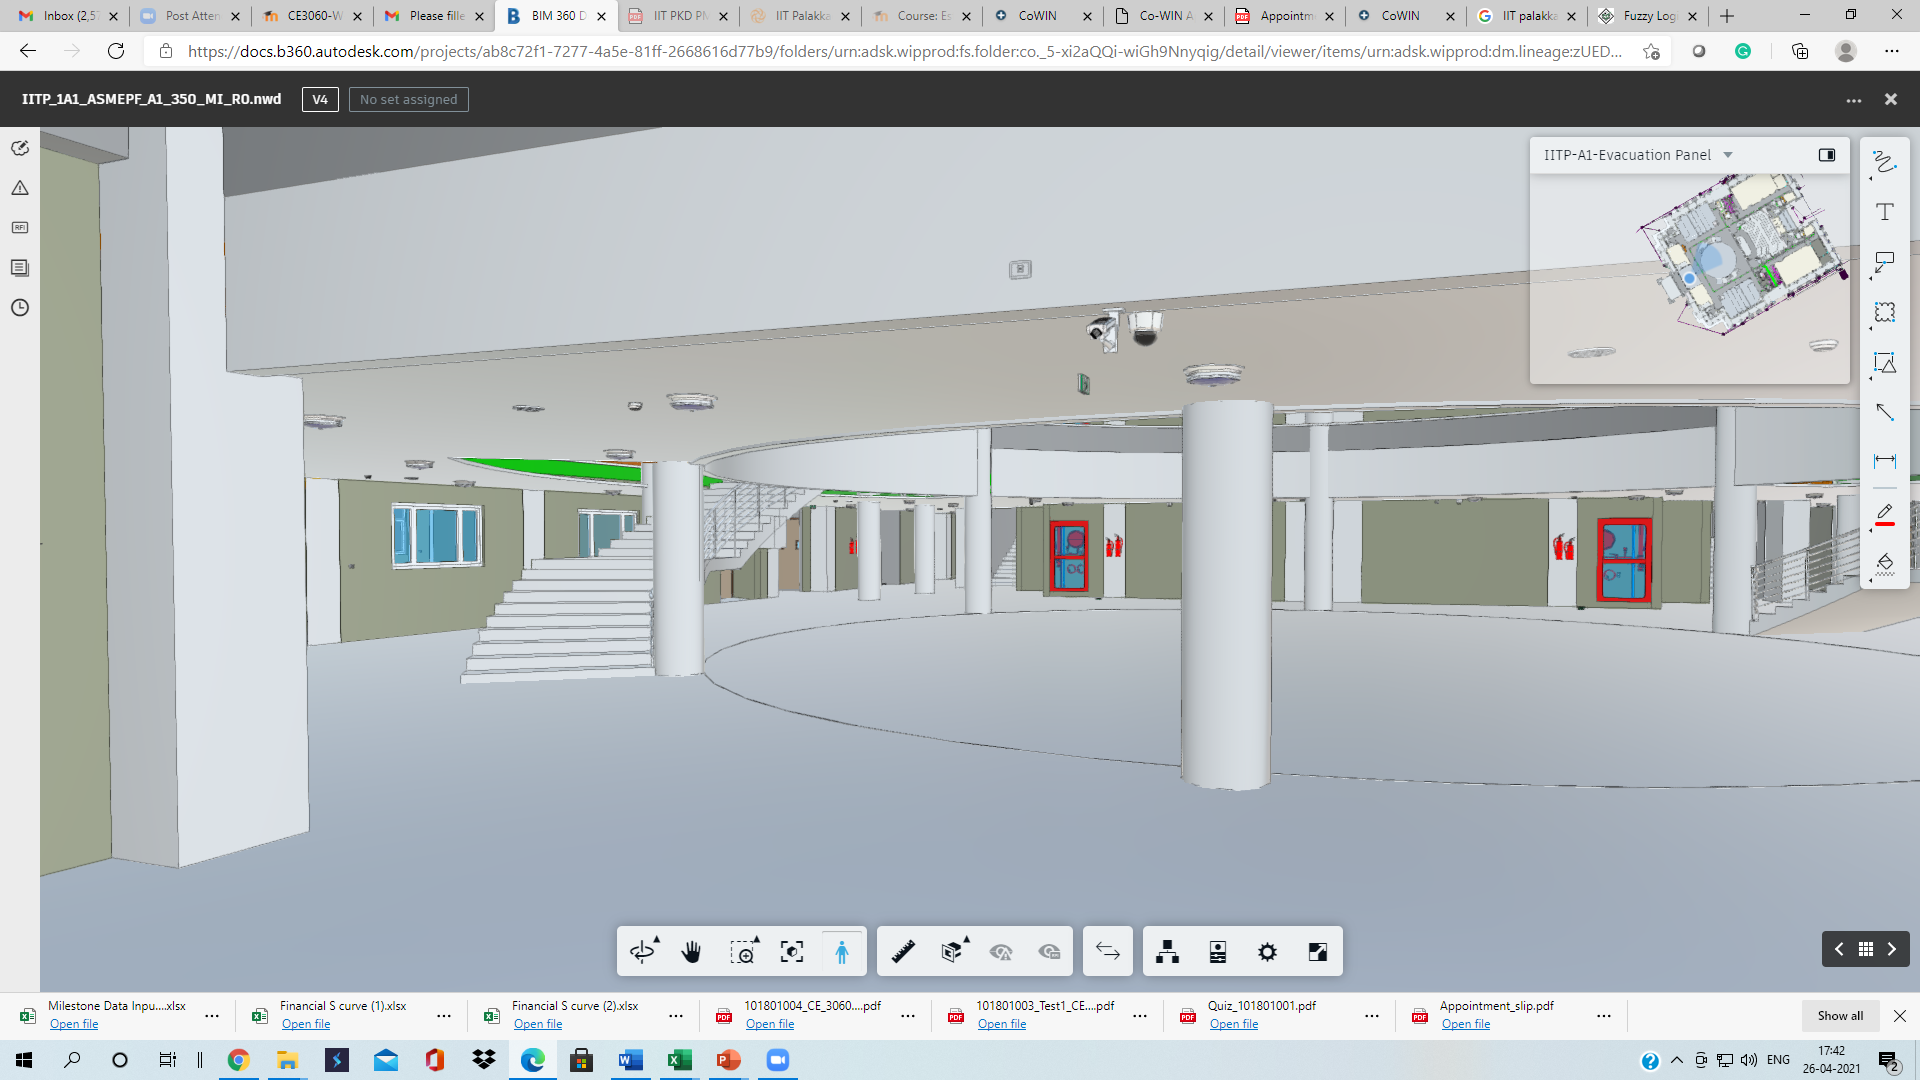 Inbox (2,5
Post Atten
CE3060-W
Please fille
BIM 360 D
IIT PKD PM
IIT Palakka
Course: Es
CoWIN
Co-WIN A
Appointm
CoWIN
IIT palakka
Fuzzy Log
https://docs.b360.autodesk.com/projects/ab8c72f1-7277-4a5e-81ff-2668616d77b9/folders/urn:adsk.wipprod:fs.folder:co._5-xi2aQQi-wiGh9Nnyqig/detail/viewer/items/urn:adsk.wipprod:dm.lineage:zUED...
IITP_1A1_ASMEPF_A1_350_MI_R0.nwd
V4
No set assigned
IITP-A1-Evacuation Panel
RFI
Milestone Data Inpu....xlsx
Open file
Financial S curve (1).xlsx
Open file
Financial S curve (2).xlsx
Open file
101801004_CE_3060....pdf
Open file
101801003_Test1_CE....pdf
Open file
Quiz_101801001.pdf
Open file
Appointment_slip.pdf
Open file
Show all
ENG
17:42
26-04-2021
2